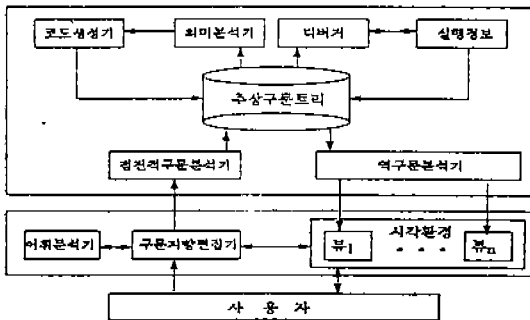 코드생성기 의미분석기 디버거 실행정보
추상구문트리
점진적구문분석기 역구문분석기
어휘분석기 구문지향편집기 뷰1 시각환경 뷰n
사 용 자